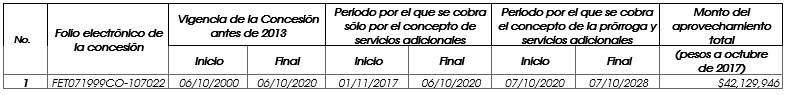 No.
Folio electrónico de
la concesión
Vigencia de la Concesión
antes de 2013
Periodo por el que se cobra
sólo por el concepto de
servicios adicionales
Periodo por el que se cobra
el concepto de la prórroga y
servicios adicionales
Monto del
aprovechamiento
total
(pesos a octubre
de 2017)
Inicio Final Inicio Final Inicio Final
1 FET071999CO-107022 06/10/2000 06/10/2020 01/11/2017 06/10/2020 07/10/2020 07/10/2028 $42,129,946